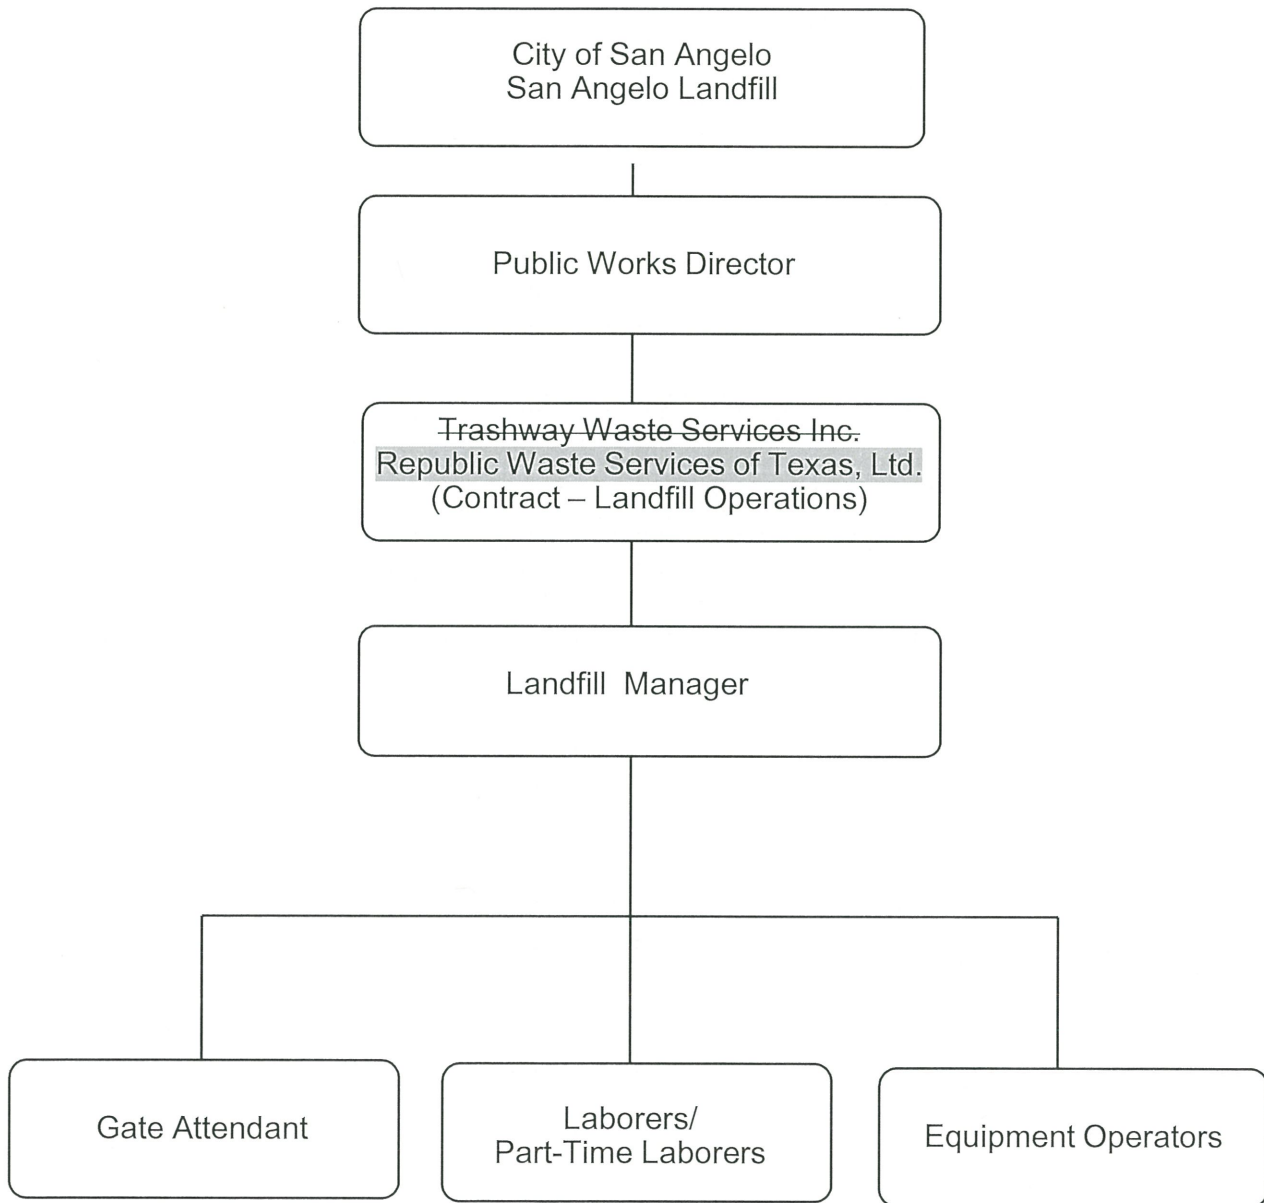 City of San Angelo
San Angelo Landfill
Public Works Director
Trashway Waste Services Inc.
Republic Waste Services of Texas, Ltd.
(Contract – Landfill Operations)
Landfill Manager
Gate Attendant
Laborers/
Part-Time Laborers
Equipment Operators